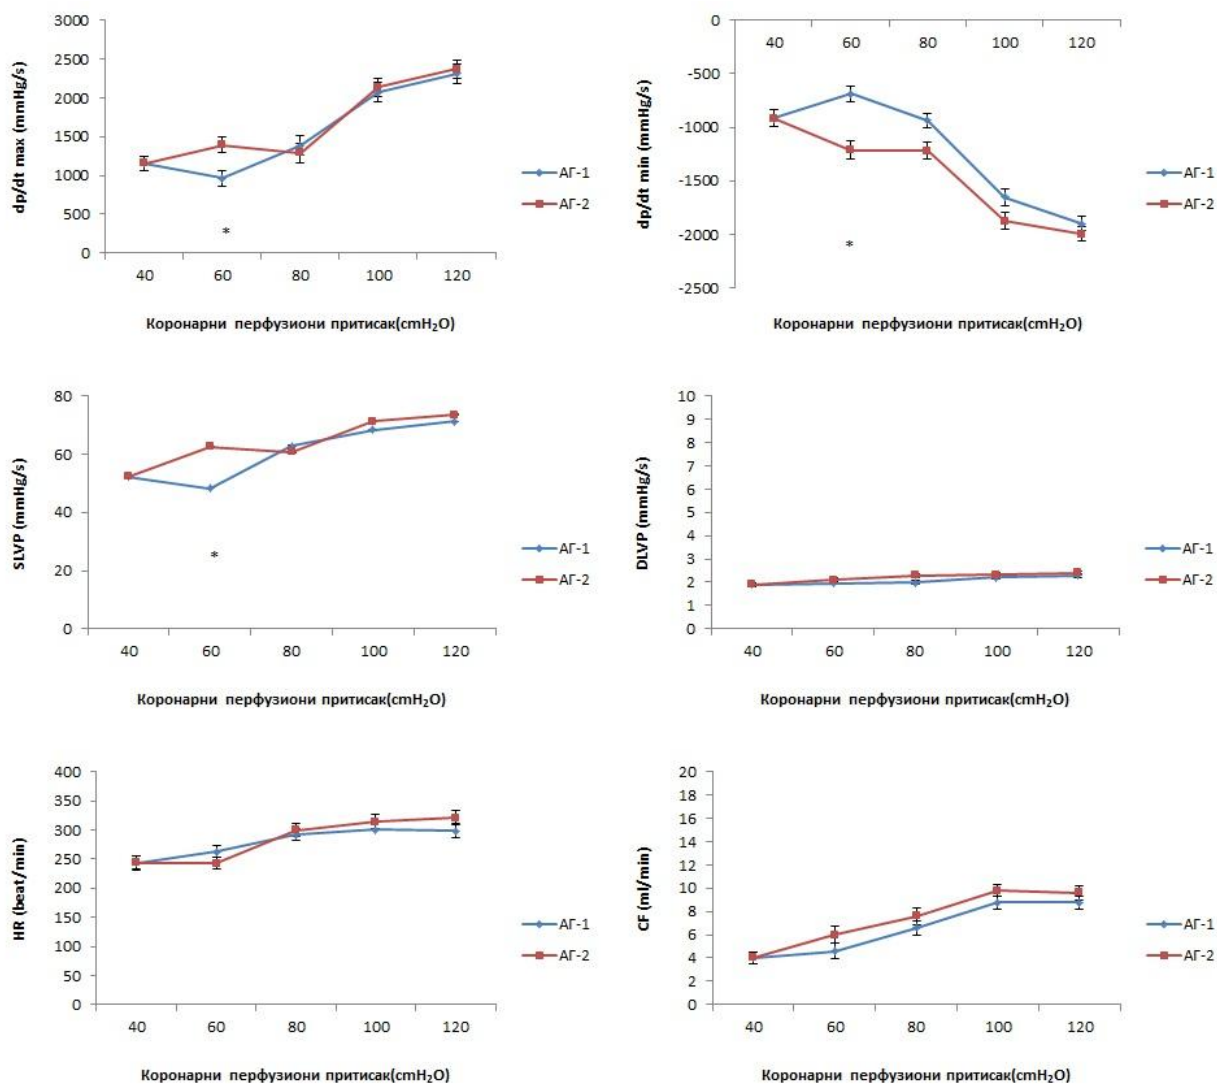 dp/dt max (mmHg/s)
3000
2500
2000
1500
1000
500
0
*
40 60 80 100 120
Коронарни перфузиони притисак(cmH₂O)
АГ-1
АГ-2
dp/dt min (mmHg/s)
0
-500
-1000
-1500
-2000
-2500
40 60 80 100 120
*
Коронарни перфузиони притисак(cmH₂O)
АГ-1
АГ-2
SLVP (mmHg/s)
80
60
40
20
0
*
40 60 80 100 120
Коронарни перфузиони притисак(cmH₂O)
АГ-1
АГ-2
DLVP (mmHg/s)
10
9
8
7
6
5
4
3
2
1
0
40 60 80 100 120
Коронарни перфузиони притисак(cmH₂O)
АГ-1
АГ-2
HR (beat/min)
400
350
300
250
200
150
100
50
0
40 60 80 100 120
Коронарни перфузиони притисак(cmH₂O)
АГ-1
АГ-2
CF (ml/min)
20
18
16
14
12
10
8
6
4
2
0
40 60 80 100 120
Коронарни перфузиони притисак(cmH₂O)
АГ-1
АГ-2